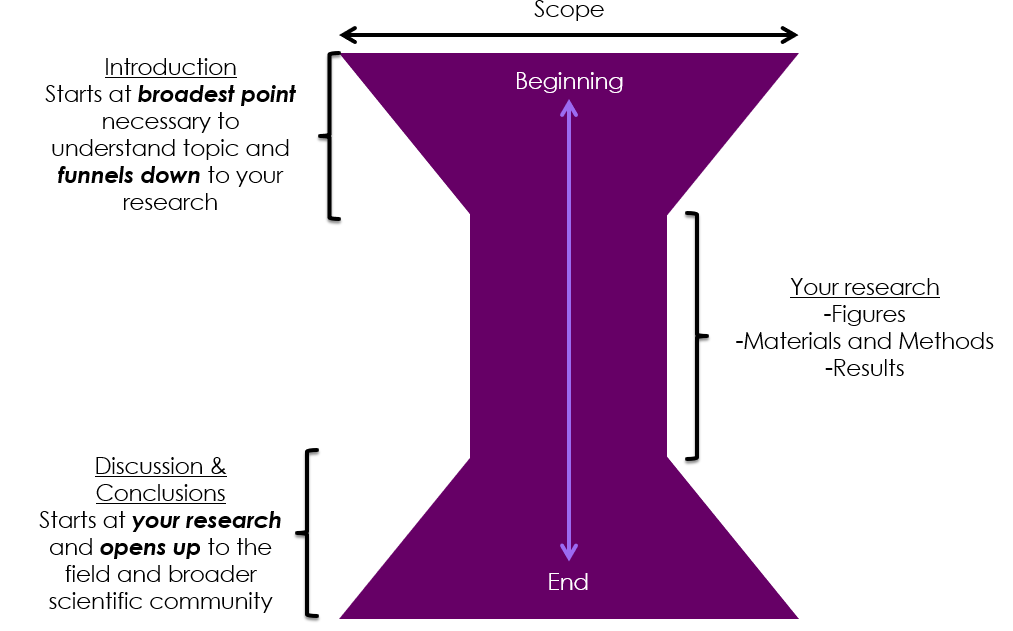 Scope
Beginning
Introduction
Starts at broadest point
necessary to
understand topic and
funnels down to your
research
Your research
-Figures
-Materials and Methods
-Results
Discussion &
Conclusions
Starts at your research
and opens up to the
field and broader
scientific community
End